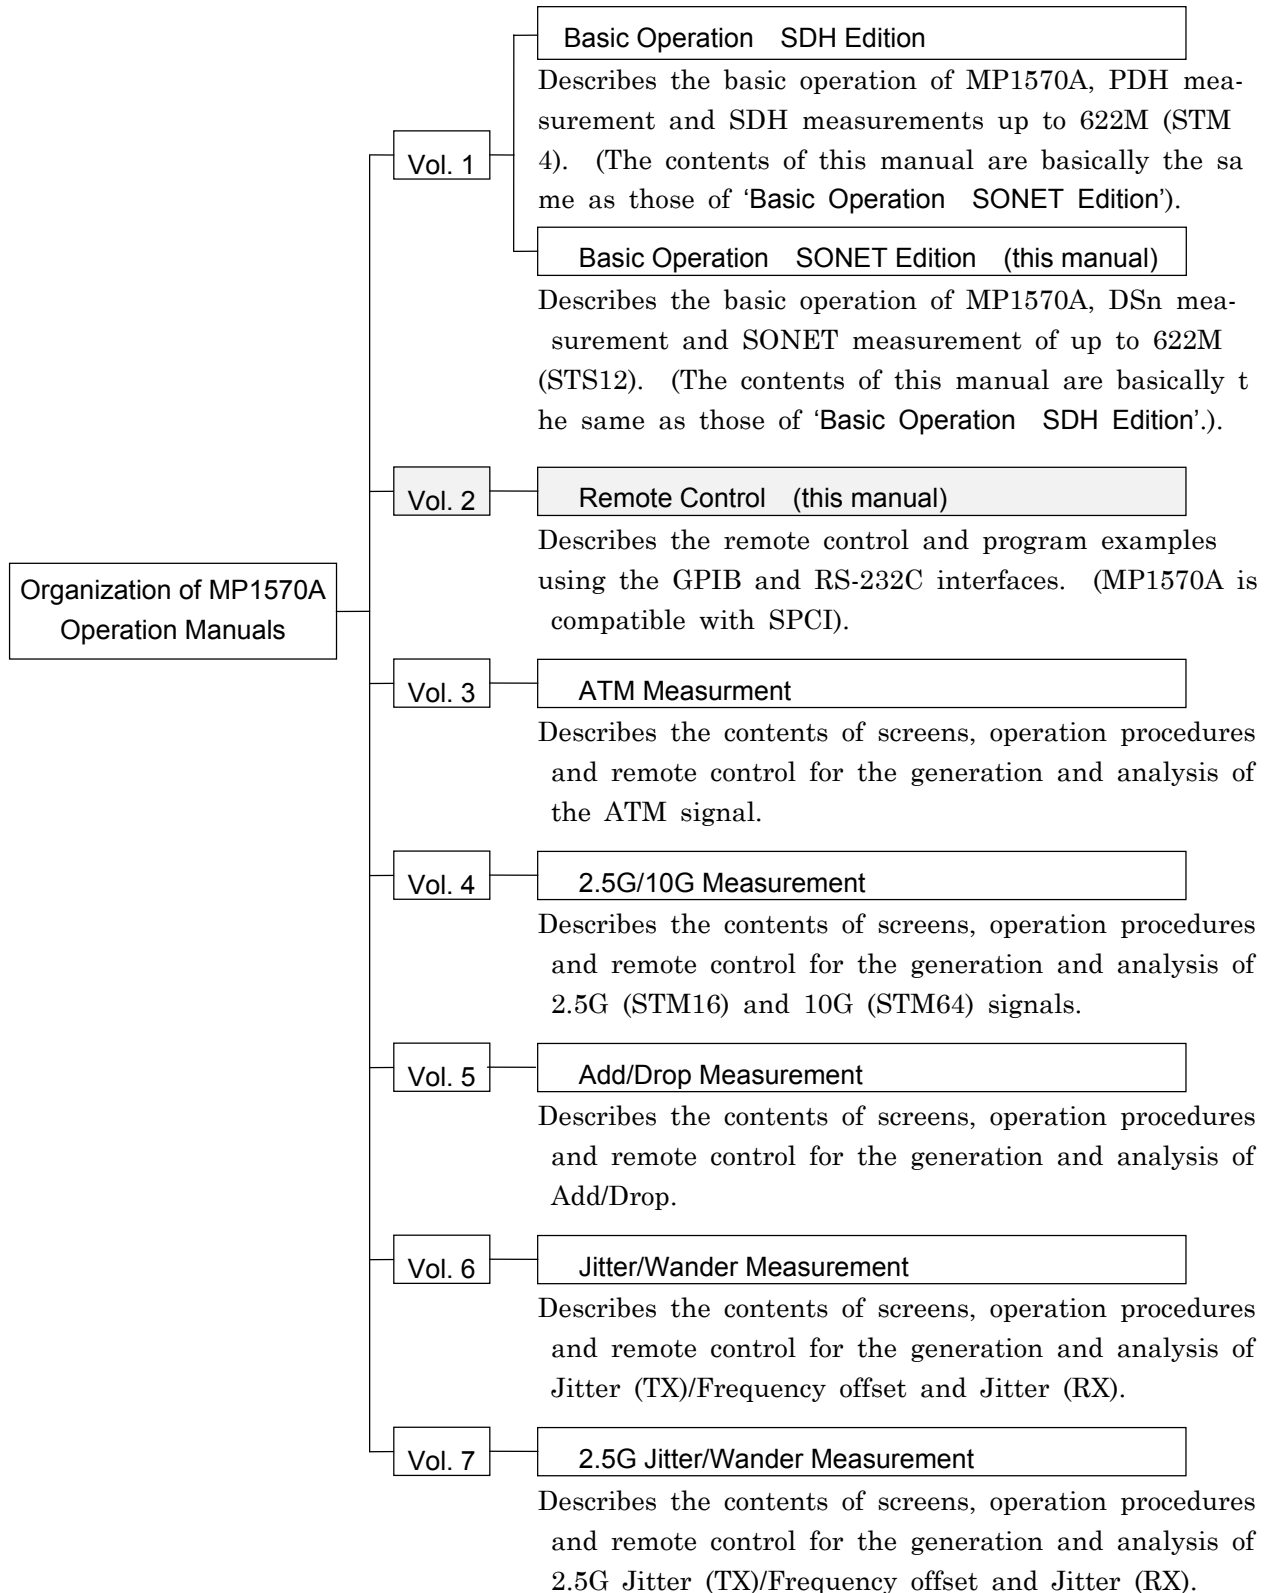 Basic Operation SDH Edition
Describes the basic operation of MP1570A, PDH mea-
surement and SDH measurements up to 622M (STM
4). (The contents of this manual are basically the sa
me as those of ‘Basic Operation SONET Edition’).
Vol. 1
Basic Operation SONET Edition (this manual)
Describes the basic operation of MP1570A, DSn mea-
surement and SONET measurement of up to 622M
(STS12). (The contents of this manual are basically t
he same as those of ‘Basic Operation SDH Edition’.).
Vol. 2
Remote Control (this manual)
Describes the remote control and program examples
using the GPIB and RS-232C interfaces. (MP1570A is
compatible with SPCI).
Organization of MP1570A
Operation Manuals
Vol. 3
ATM Measurment
Describes the contents of screens, operation procedures
and remote control for the generation and analysis of
the ATM signal.
Vol. 4
2.5G/10G Measurement
Describes the contents of screens, operation procedures
and remote control for the generation and analysis of
2.5G (STM16) and 10G (STM64) signals.
Vol. 5
Add/Drop Measurement
Describes the contents of screens, operation procedures
and remote control for the generation and analysis of
Add/Drop.
Vol. 6
Jitter/Wander Measurement
Describes the contents of screens, operation procedures
and remote control for the generation and analysis of
Jitter (TX)/Frequency offset and Jitter (RX).
Vol. 7
2.5G Jitter/Wander Measurement
Describes the contents of screens, operation procedures
and remote control for the generation and analysis of
2.5G Jitter (TX)/Frequency offset and Jitter (RX).